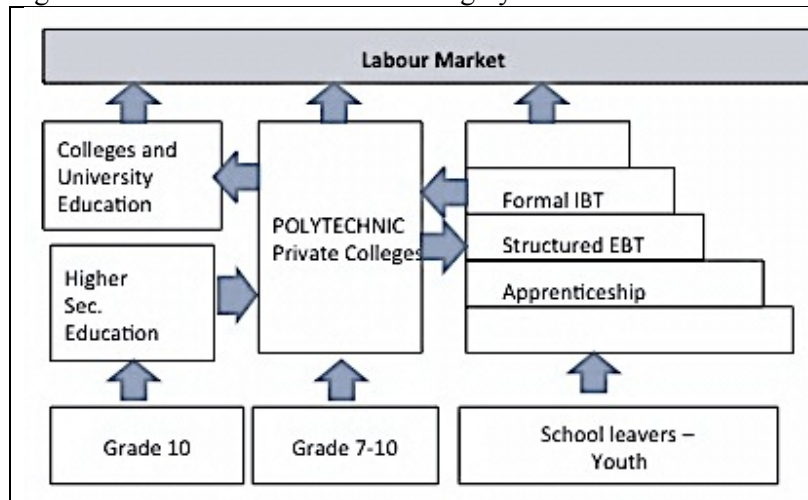 Labour Market
Colleges and
University
Education
POLYTECHNIC
Private Colleges
Formal IBT
Structured EBT
Apprenticeship
Higher
Sec.
Education
Grade 10
Grade 7-10
School leavers –
Youth